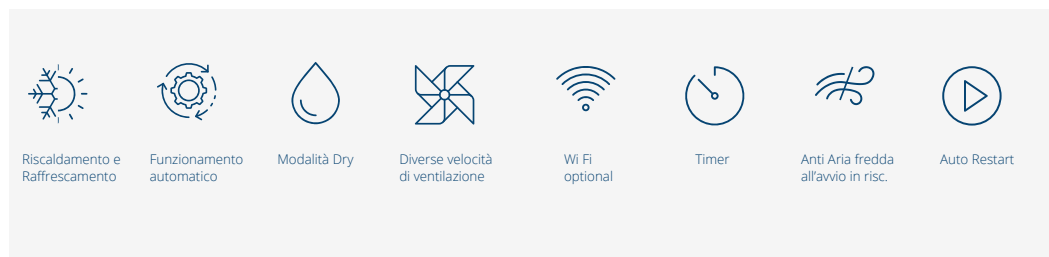 Riscaldamento e
Raffrescamento
Funzionamento
automatico
Modalità Dry
Diverse velocità
di ventilazione
Wi Fi
optional
Timer
Anti Aria fredda
all'avvio in risc.
Auto Restart